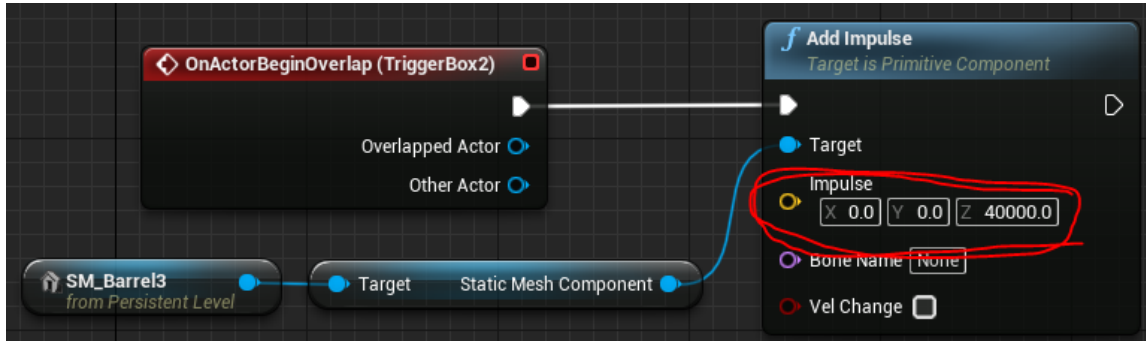 OnActorBeginOverlap (TriggerBox2)
Overlapped Actor
Other Actor
SM_Barrel3
from Persistent Level
Target Static Mesh Component
f Add Impulse
Target is Primitive Component
Target
Impulse
X 0.0 Y 0.0 Z 40000.0
Bone Name None
Vel Change